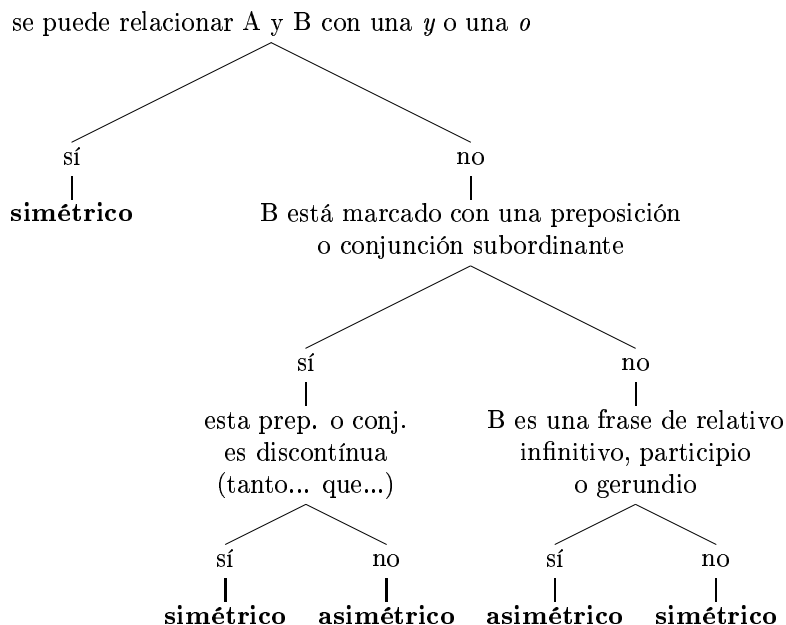 se puede relacionar A y B con una y o una o
sí no
simétrico B está marcado con una preposición
o conjunción subordinante
sí no
esta prep. o conj. B es una frase de relativo
es discontínua infinitivo, participio
(tanto... que...) o gerundio
sí no sí no
simétrico asimétrico asimétrico simétrico